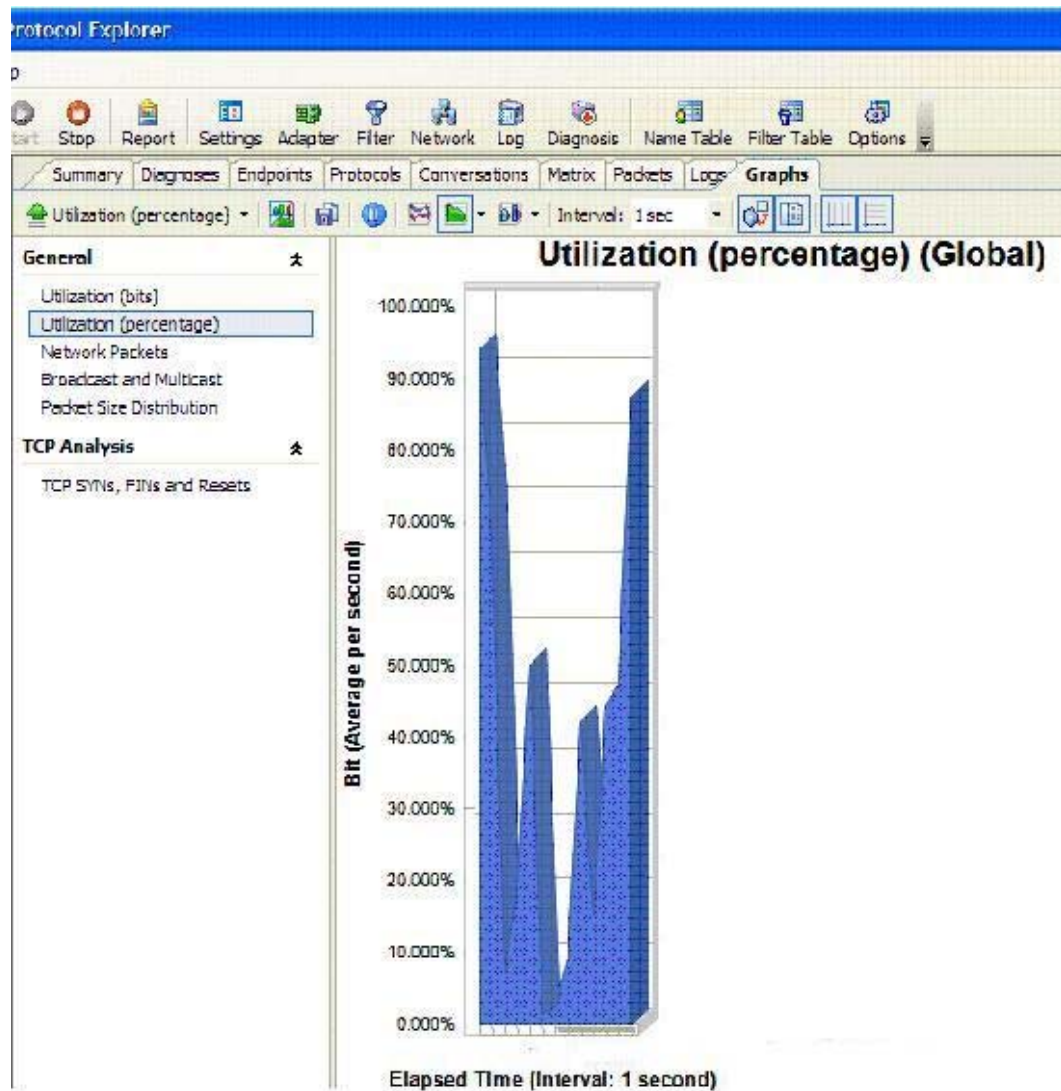 rotocol Explorer
p
art Stop Report Settings Adapter Filter Network Log Diagnosis Name Table Filter Table Options
Summary Diagnoses Endpoints Protocols Conversations Matrix Packets Logs Graphs
Utilization (percentage) Interval: 1 sec
General
Utilization (bits)
Utilization (percentage)
Network Packets
Broadcast and Multicast
Packet Size Distribution
TCP Analysis
TCP SYNs, FINs and Resets
Utilization (percentage) (Global)
100.000%
90.000%
80.000%
70.000%
60.000%
50.000%
40.000%
30.000%
20.000%
10.000%
0.000%
Bit (Average per second)
Elapsed Time (Interval: 1 second)